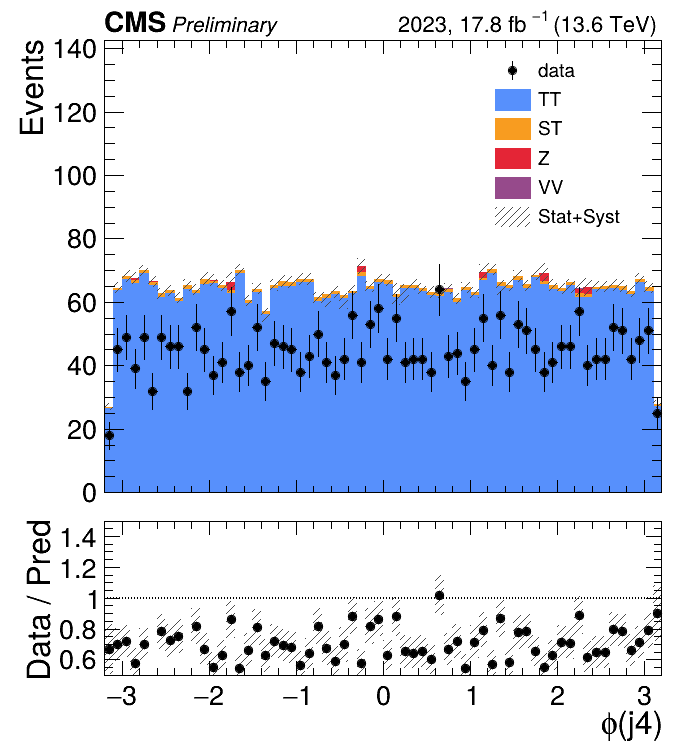 CMS Preliminary 2023, 17.8 fb⁻¹ (13.6 TeV)
Events
140
120
100
80
60
40
20
0
data
TT
ST
Z
VV
Stat+Syst
Data / Pred
1.4
1.2
1
0.8
0.6
−3 −2 −1 0 1 2 3
ϕ(j4)